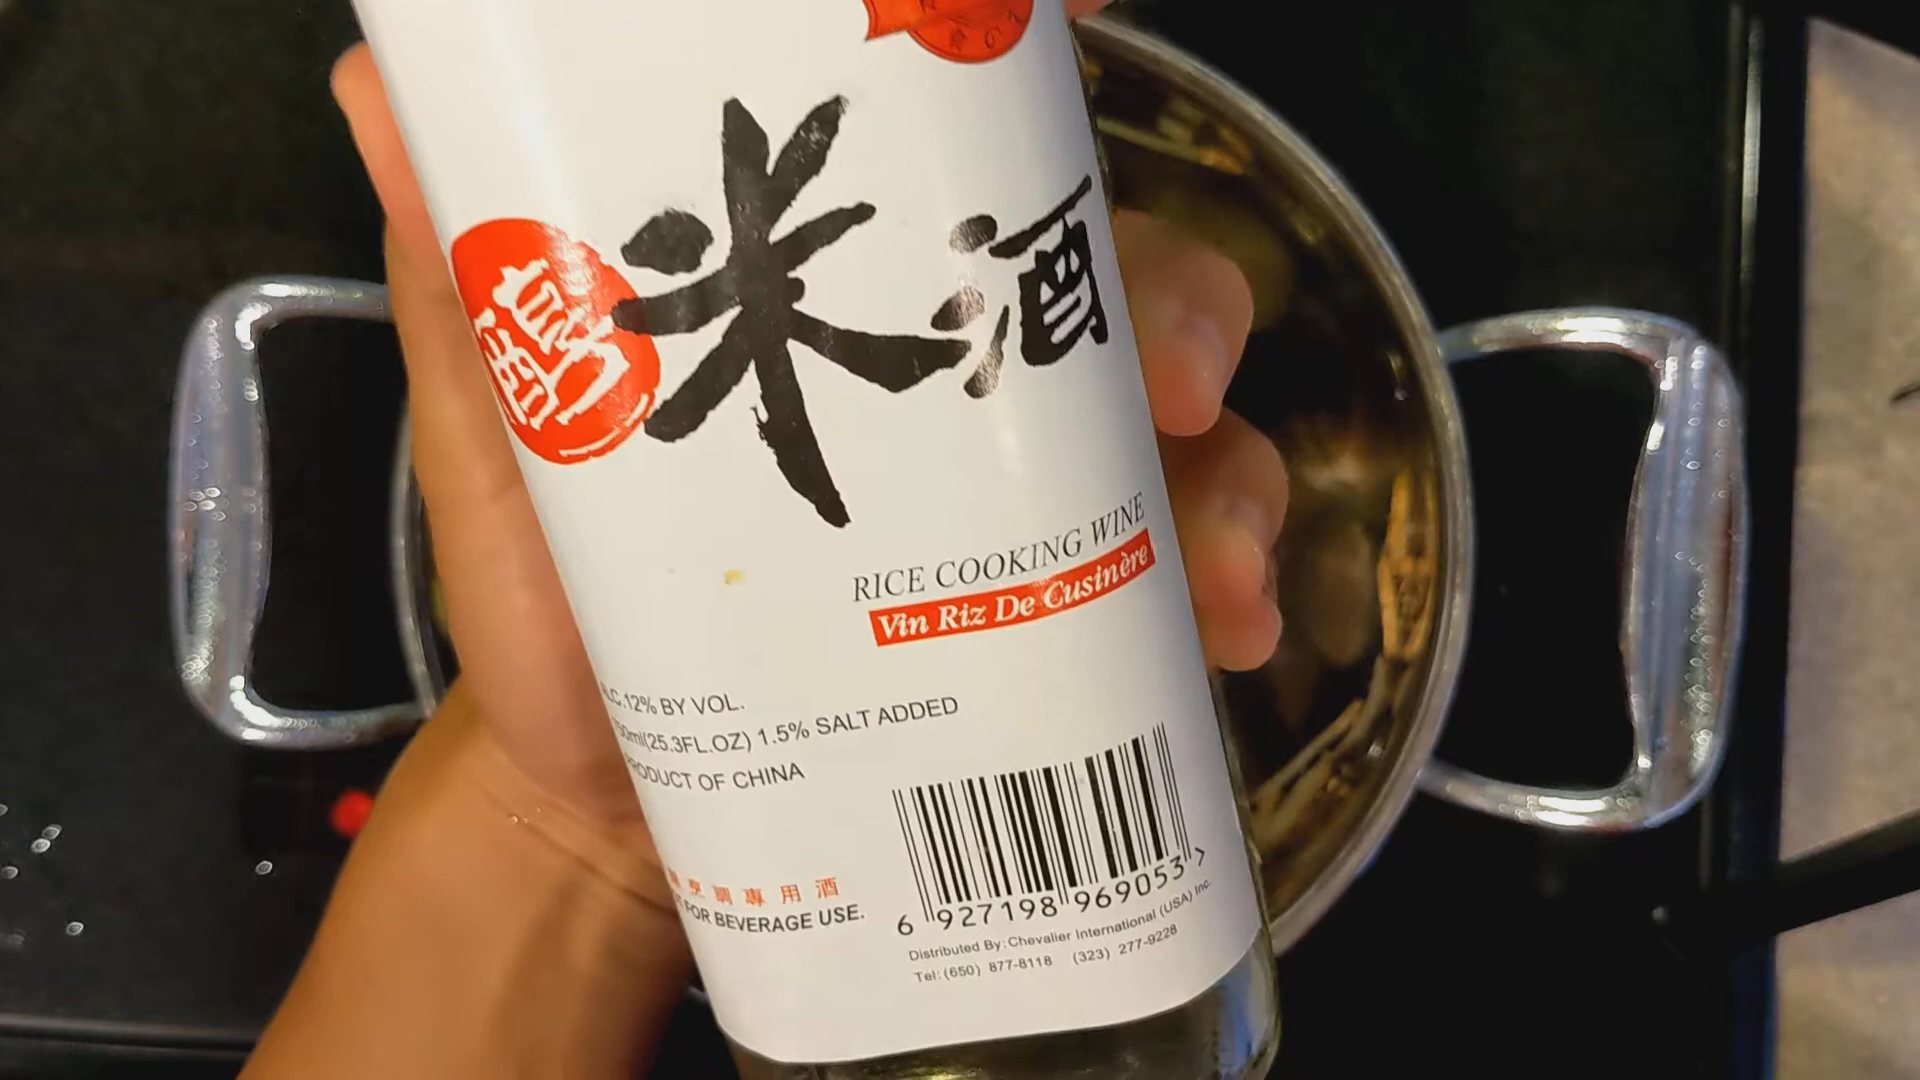 米酒
RICE COOKING WINE
Vin Riz De Cusinère
12% BY VOL.
(25.3FL.OZ) 1.5% SALT ADDED
PRODUCT OF CHINA
烹調專用酒
FOR BEVERAGE USE.
6 927198 969053 >
Distributed By: Chevalier International (USA) Inc.
Tel: (650) 877-8118 (323) 277-9228